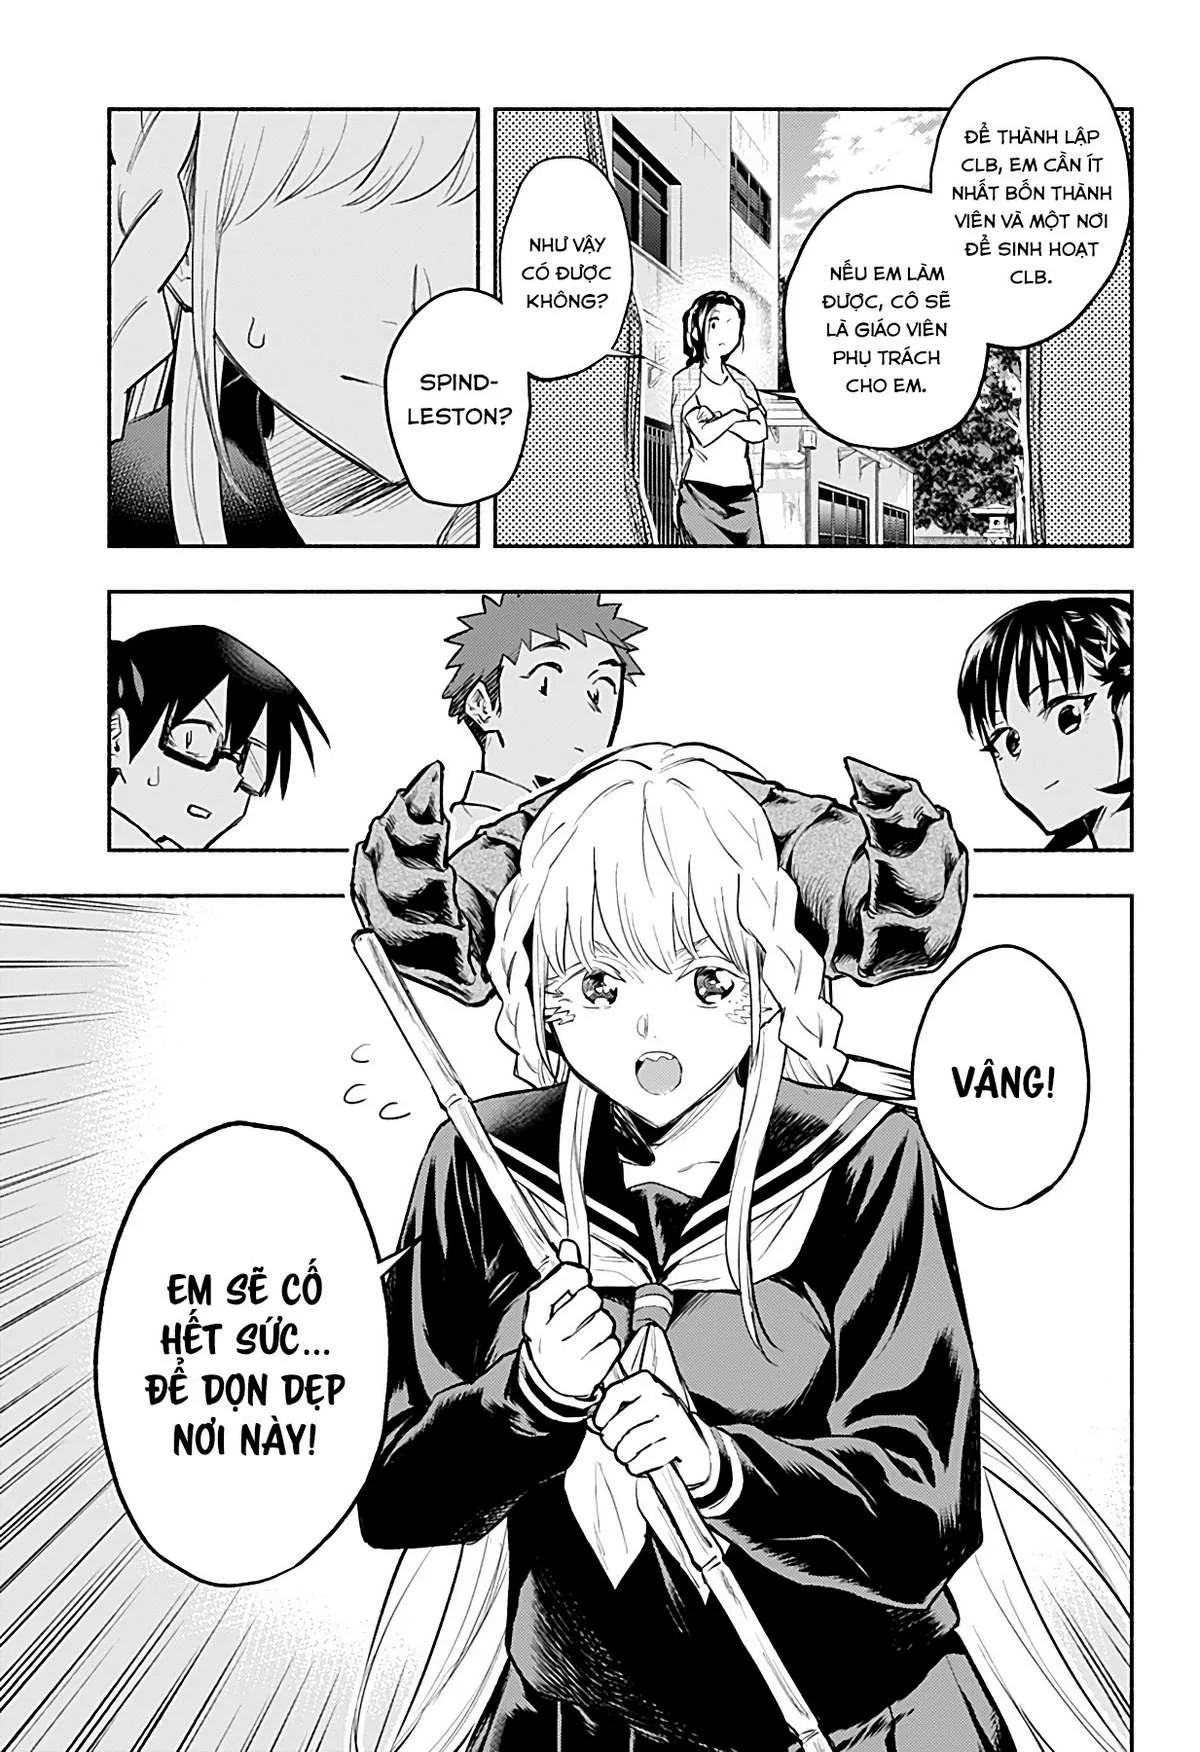 ĐỂ THÀNH LẬP
CLB, EM CẦN ÍT
NHẤT BỐN THÀNH
VIÊN VÀ MỘT NƠI
ĐỂ SINH HOẠT
CLB.
NẾU EM LÀM
ĐƯỢC, CÔ SẼ
LÀ GIÁO VIÊN
PHỤ TRÁCH
CHO EM.
NHƯ VẬY
CÓ ĐƯỢC
KHÔNG?
SPIND-
LESTON?
VÂNG!
EM SẼ CỐ
HẾT SỨC...
ĐỂ DỌN DẸP
NƠI NÀY!